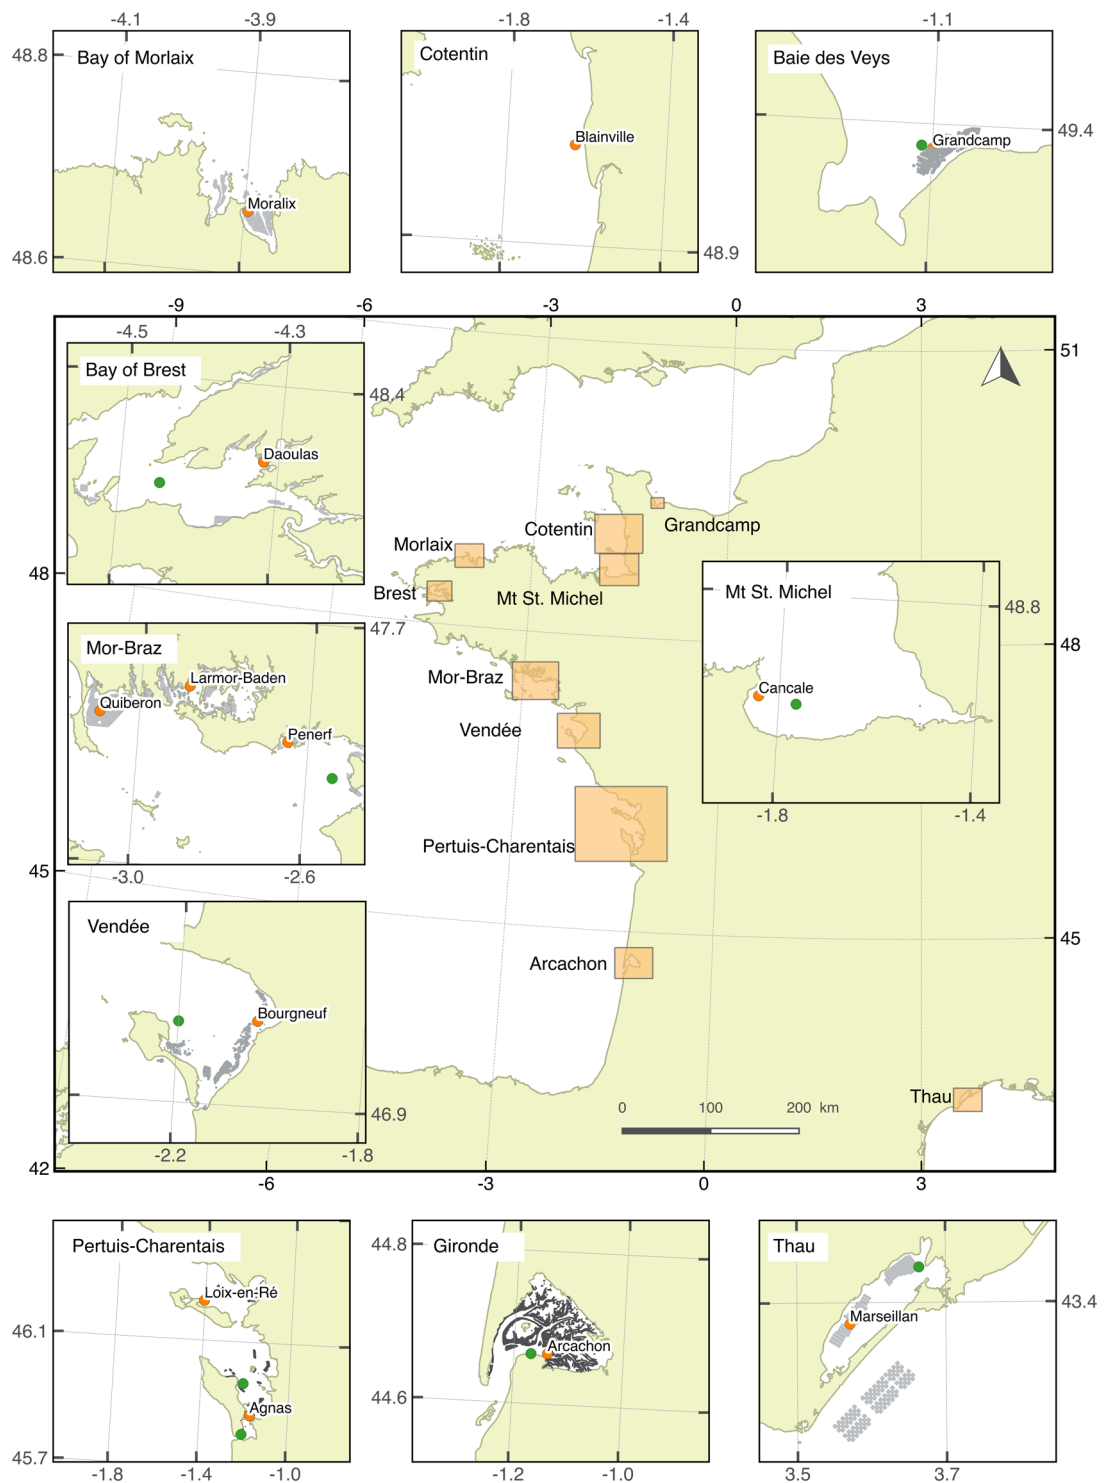 -4.1 -3.9 -1.8 -1.4 -1.1
48.8 Bay of Morlaix Cotentin Baie des Veys
Blainville Grandcamp 49.4
Moralix
48.6 48.9
-9 -6 -3 0 3
-4.5 -4.3
51
Bay of Brest
48.4
Daoulas
Cotentin Grandcamp
Morlaix
48
Brest Mt St. Michel Mt St. Michel
48.8
47.7
48
Mor-Braz
Larmor-Baden
Mor-Braz
Quiberon Cancale
Penerf Vendée
-1.8 -1.4
Pertuis-Charentais
45 -3.0 -2.6
Vendée
45
Arcachon
Bourgneuf
Thau
0 100 200 km
46.9
-2.2 -1.8
42
-6 -3 0 3
Pertuis-Charentais 44.8 Gironde Thau
Loix-en-Ré 43.4
Marseillan
46.1
Arcachon
44.6
Agnas
45.7
-1.8 -1.4 -1.0 -1.2 -1.0 3.5 3.7